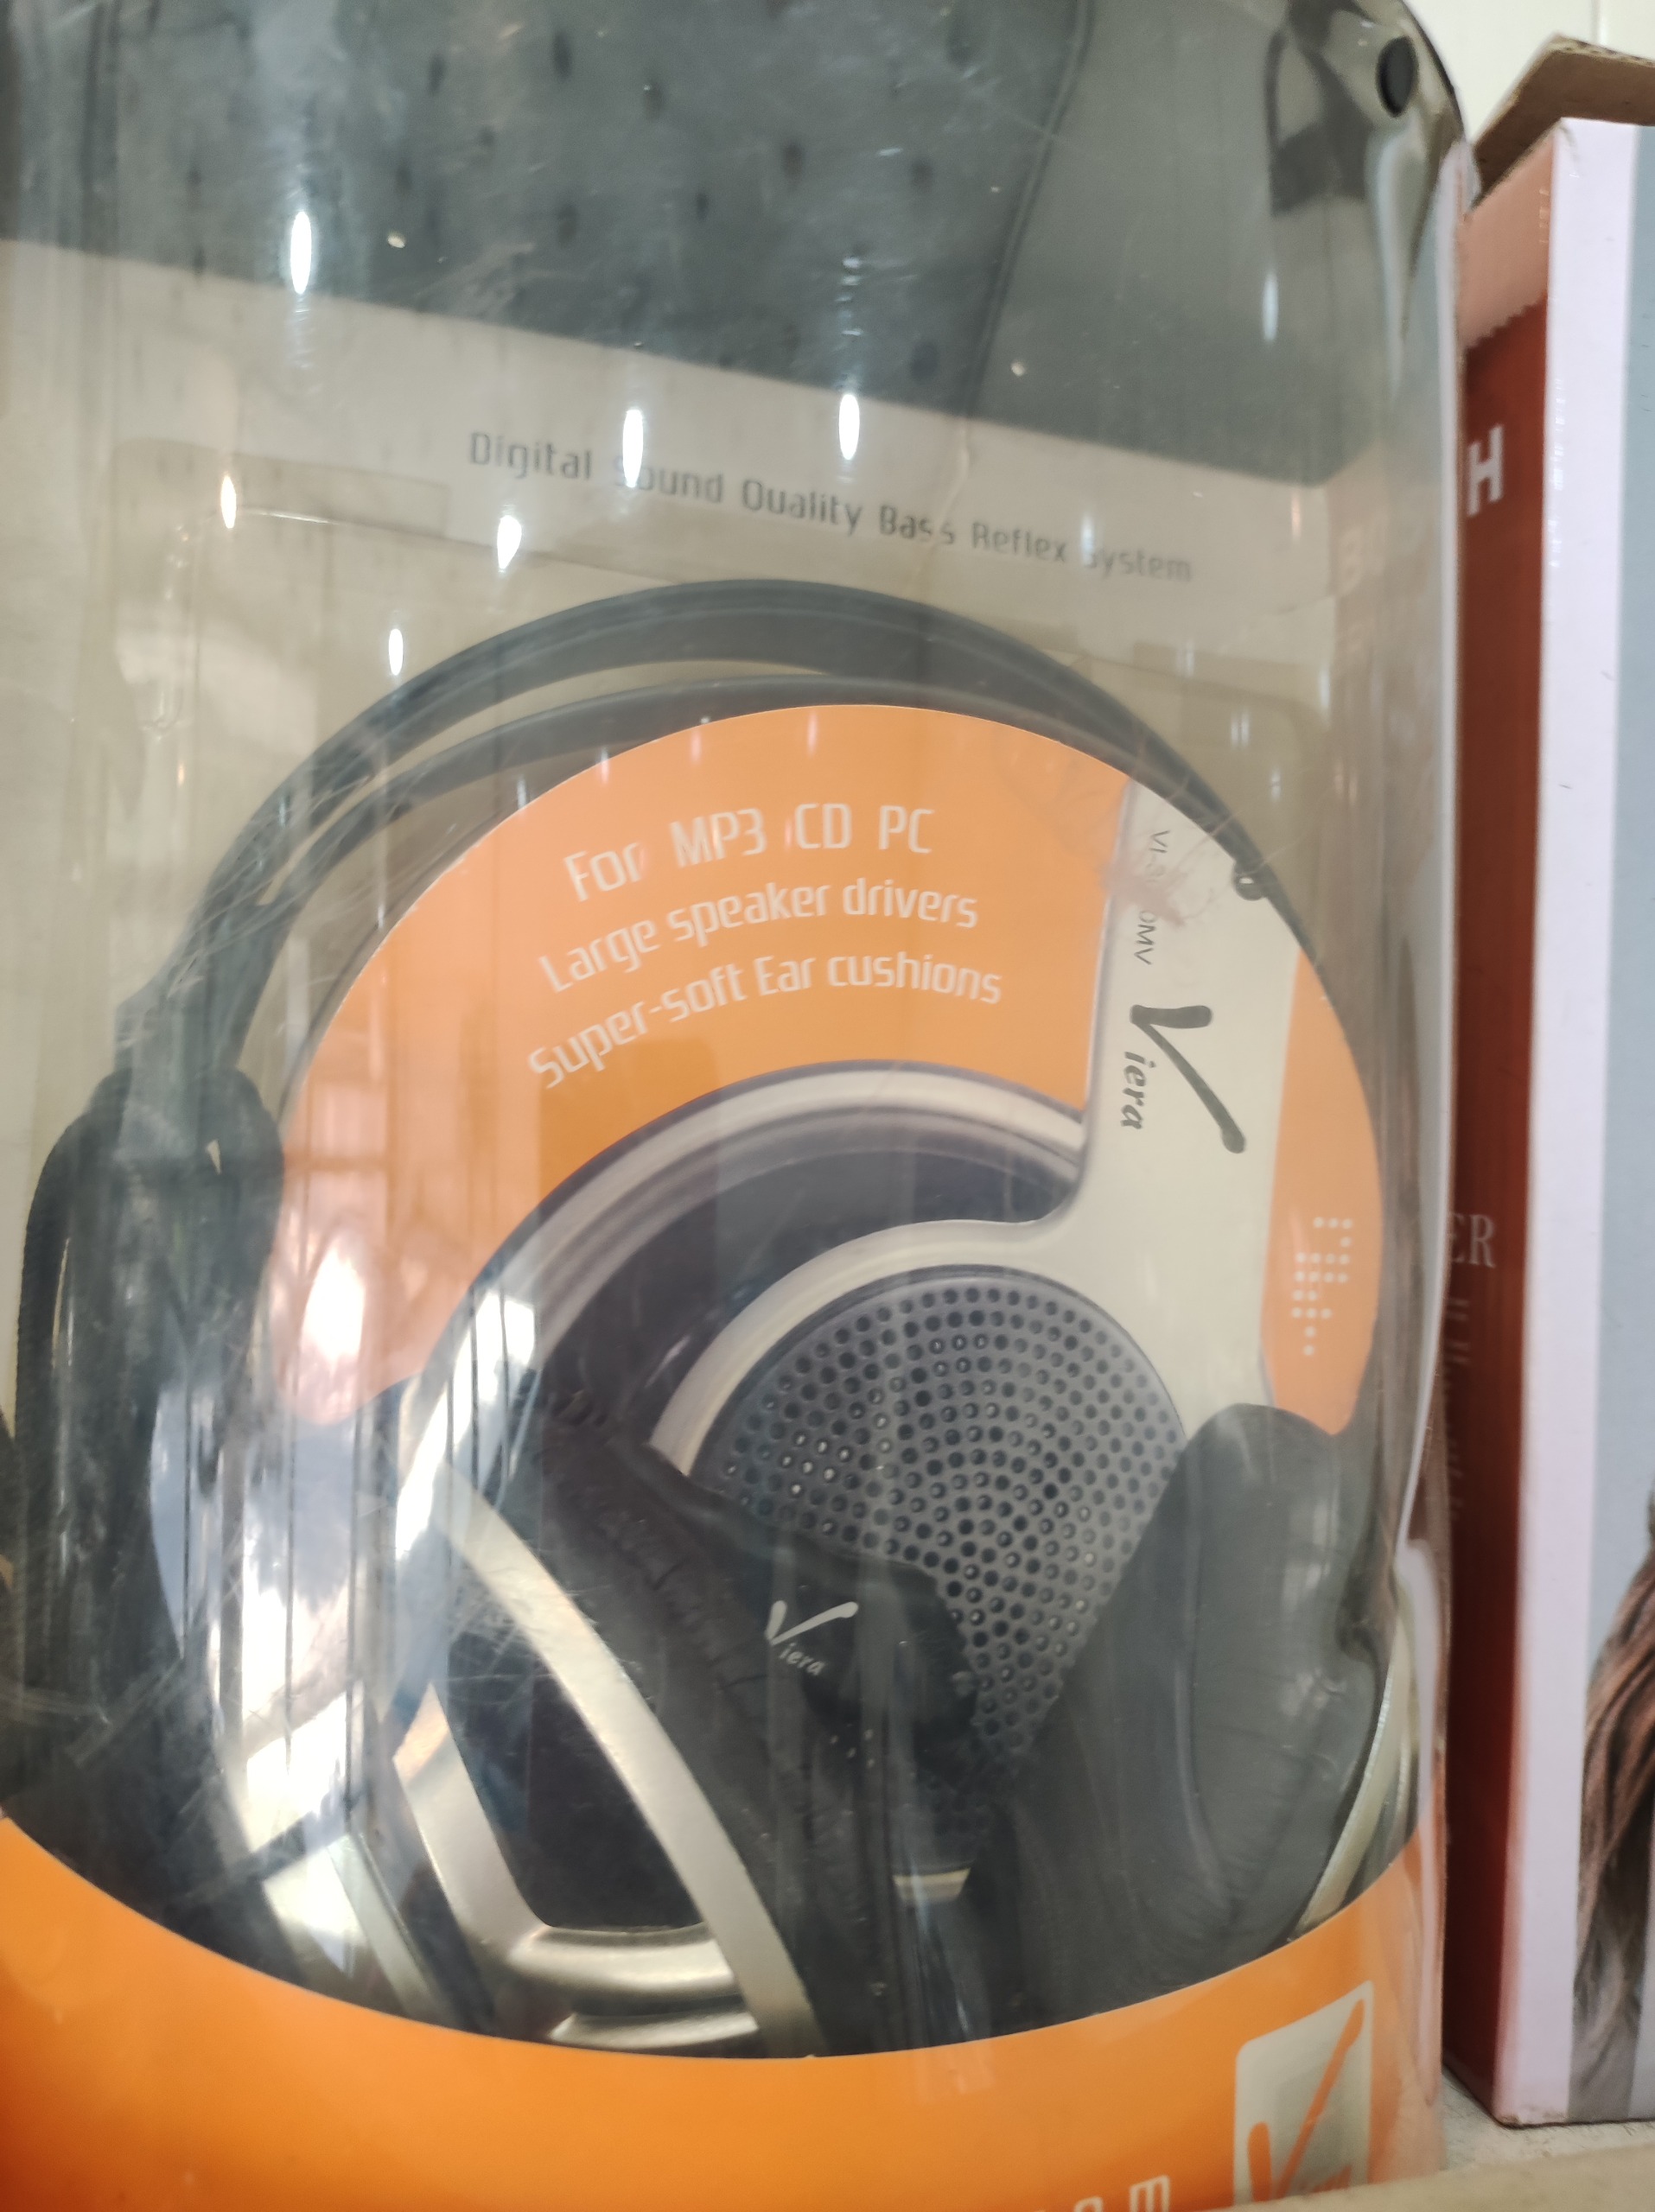 Digital Sound Quality Bass Reflex System
For MP3 CD PC
Large speaker drivers
Super-soft Ear cushions
Viera
Viera
H
ER